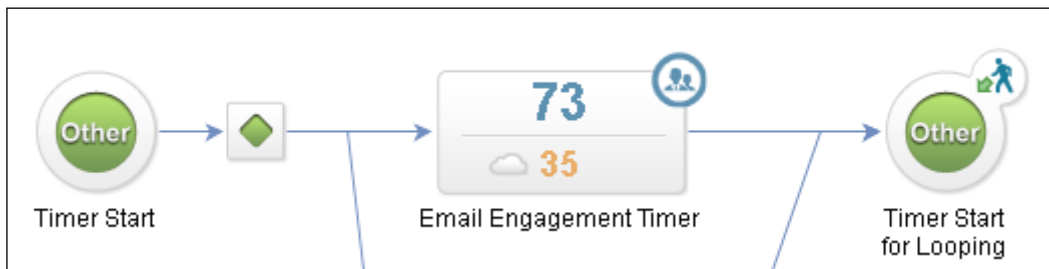 Other
73
35
Other
Timer Start
Email Engagement Timer
Timer Start
for Looping